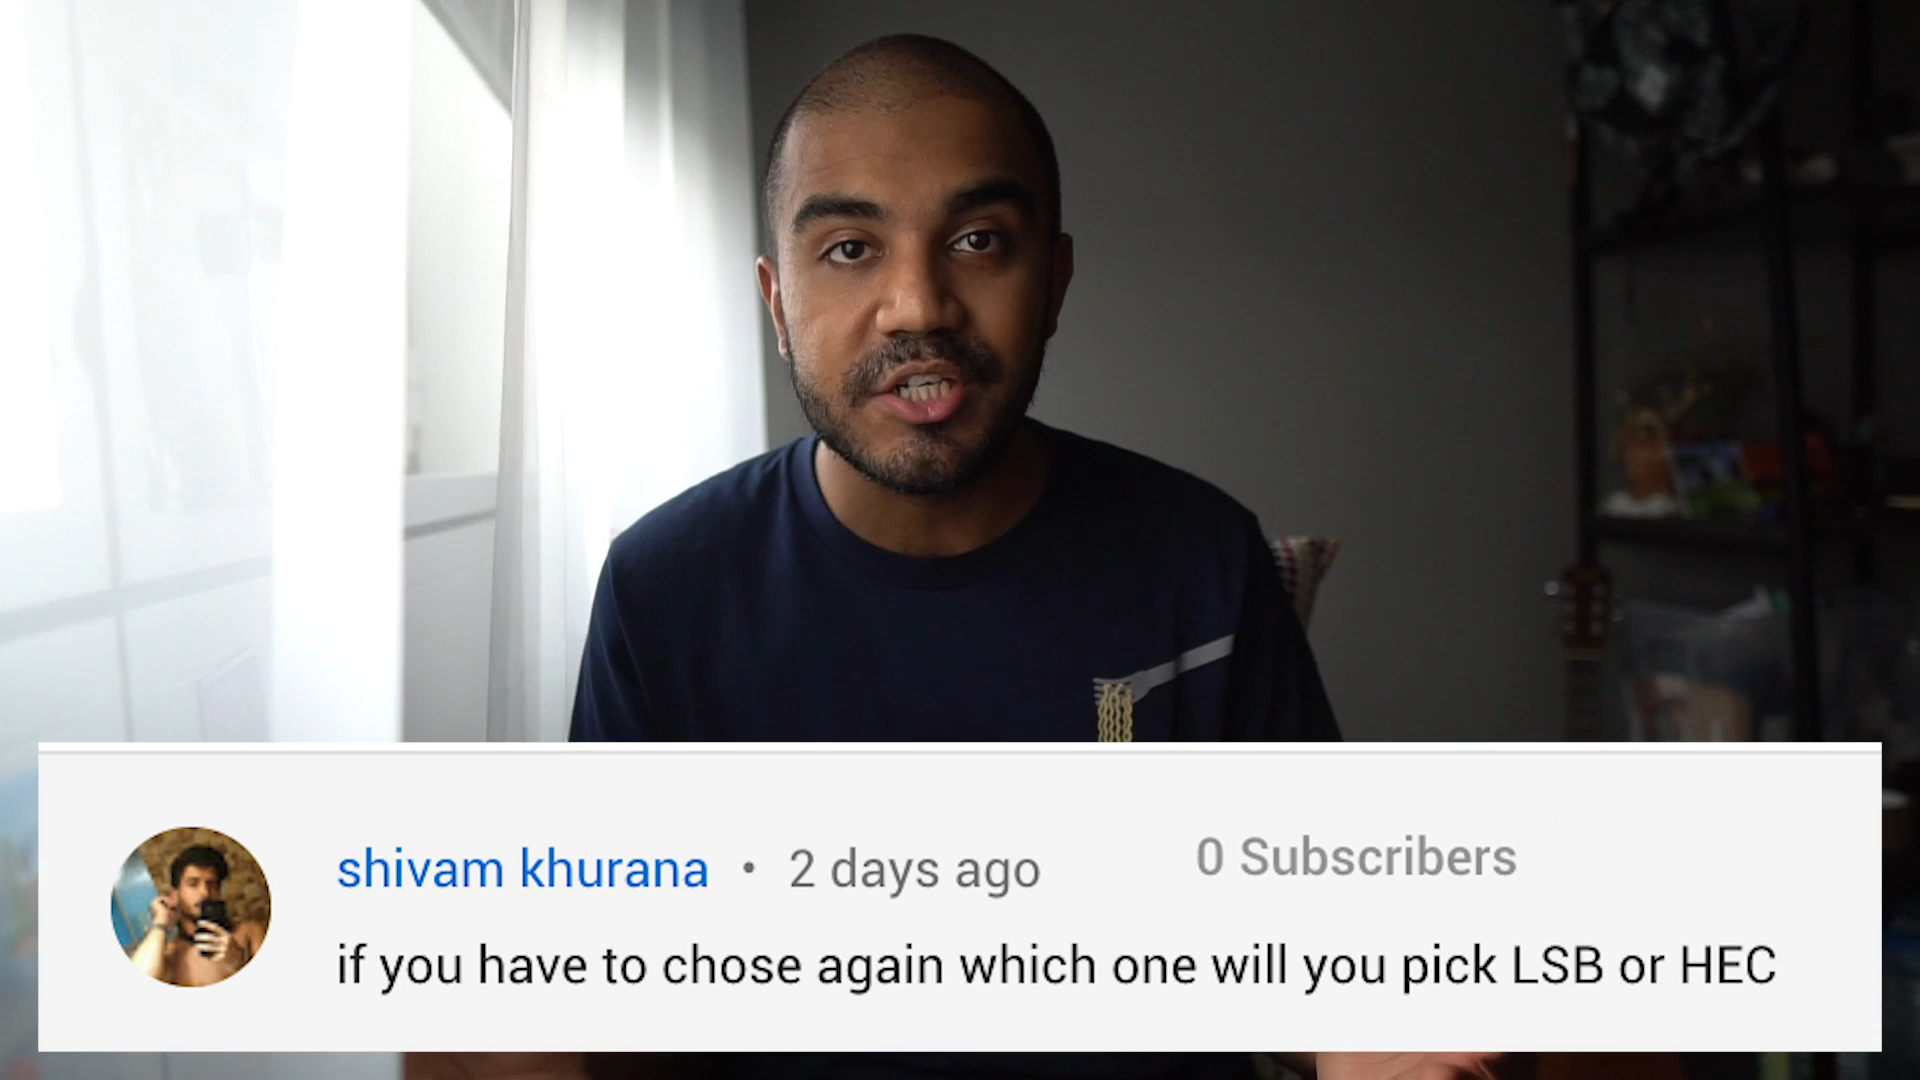 shivam khurana • 2 days ago 0 Subscribers
if you have to chose again which one will you pick LSB or HEC